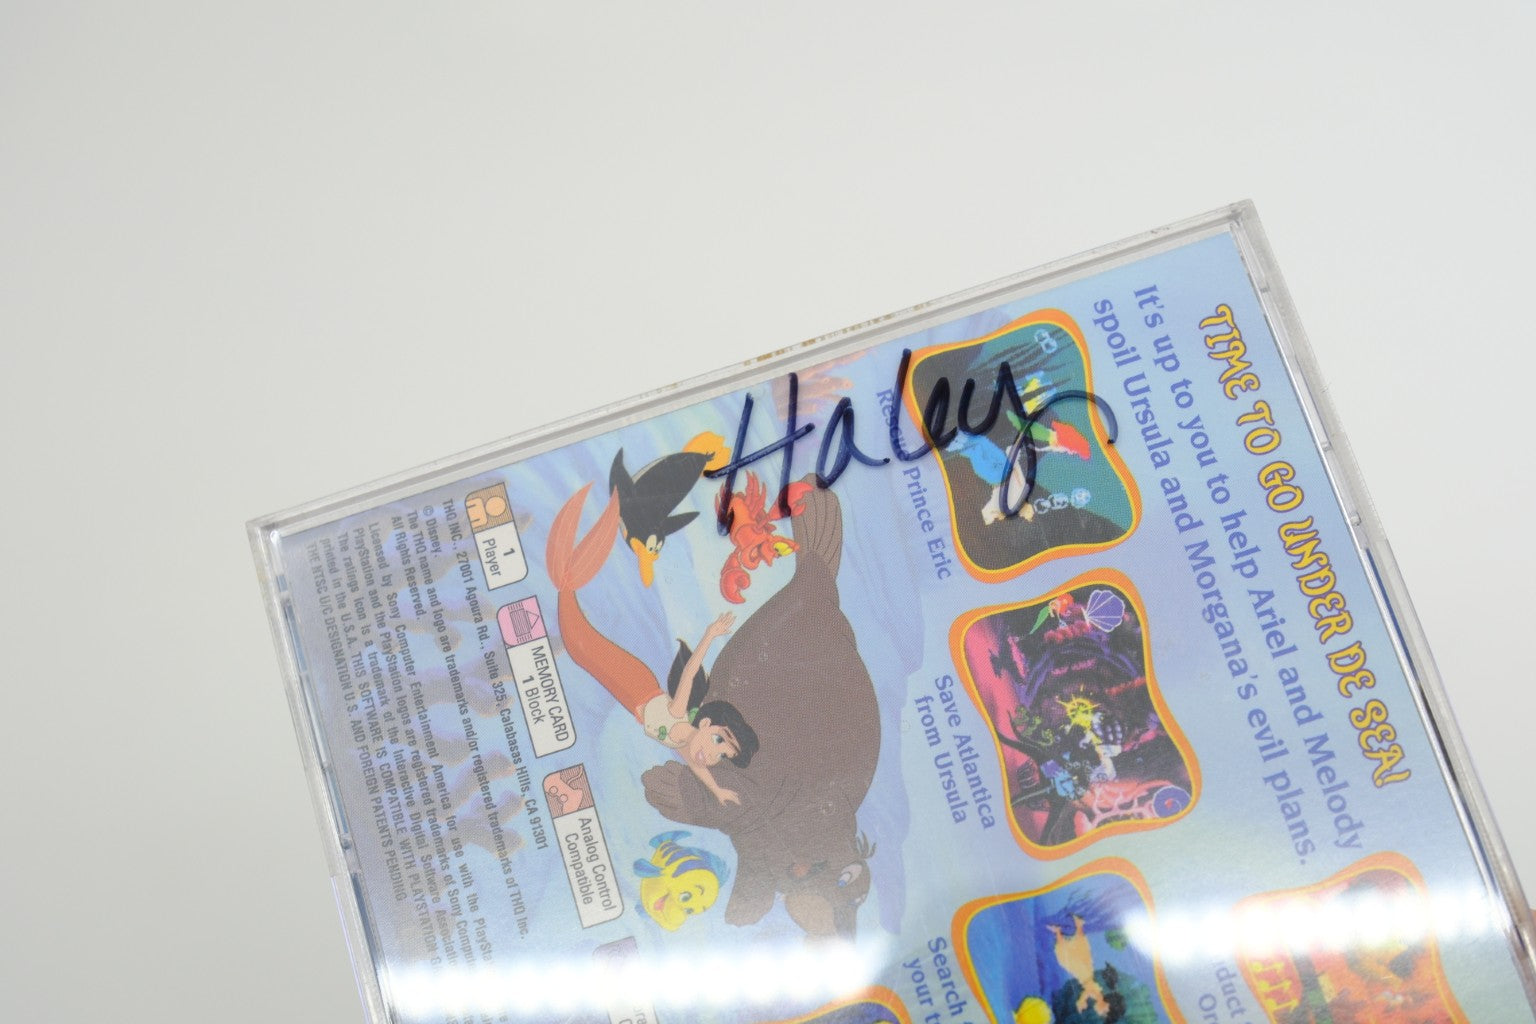 Haley
TIME TO GO UNDER DE SEA!
It's up to you to help Ariel and Melody
spoil Ursula and Morgana's evil plans.
Rescue Prince Eric
Save Atlantica
from Ursula
Search
your
1
Player
MEMORY CARD
1 Block
Analog Control
Compatible
THQ INC., 27001 Agoura Rd., Suite 325, Calabasas Hills, CA 91301
© Disney.
The THQ name and logo are trademarks and/or registered trademarks of THQ Inc.
All Rights Reserved.
Licensed by Sony Computer Entertainment America for use with the
PlayStation and the PlayStation logos are registered trademarks of Sony
The ratings icon is a trademark of the Interactive Digital Software
printed in the U.S.A. THIS SOFTWARE IS COMPATIBLE WITH PLAYSTATION
THE NTSC U/C DESIGNATION U.S. AND FOREIGN PATENTS PENDING